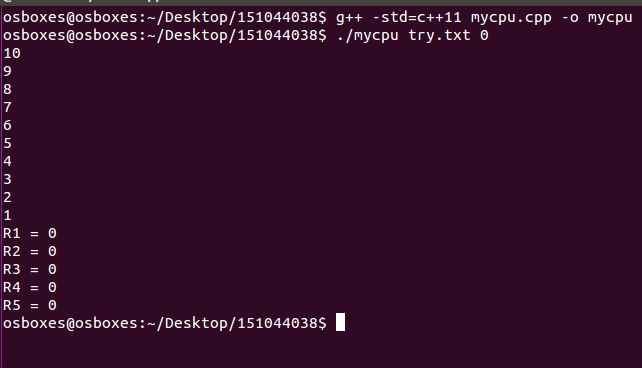 osboxes@osboxes:~/Desktop/151044038$ g++ -std=c++11 mycpu.cpp -o mycpu
osboxes@osboxes:~/Desktop/151044038$ ./mycpu try.txt 0
10
9
8
7
6
5
4
3
2
1
R1 = 0
R2 = 0
R3 = 0
R4 = 0
R5 = 0
osboxes@osboxes:~/Desktop/151044038$